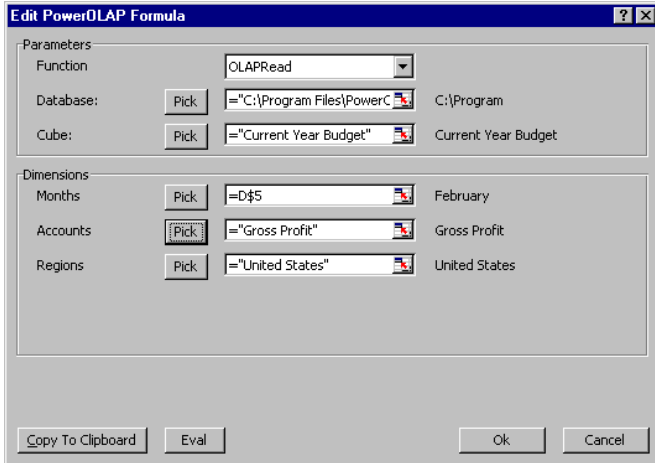 Edit PowerOLAP Formula
Parameters
Function OLAPRead
Database: Pick ="C:\Program Files\PowerC C:\Program
Cube: Pick ="Current Year Budget" Current Year Budget
Dimensions
Months Pick =D$5 February
Accounts Pick ="Gross Profit" Gross Profit
Regions Pick ="United States" United States
Copy To Clipboard Eval Ok Cancel